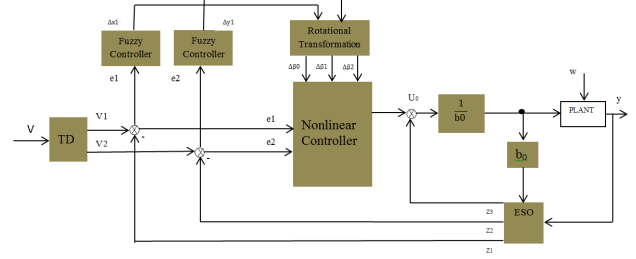 Δx1
Fuzzy
Controller
Fuzzy
Controller
Δy1
Rotational
Transformation
e1
e2
Δβ0
Δβ1
Δβ2
w
U₀
1
b0
y
PLANT
V
TD
V1
V2
-
-
e1
e2
Nonlinear
Controller
b₀
ESO
Z3
Z2
Z1